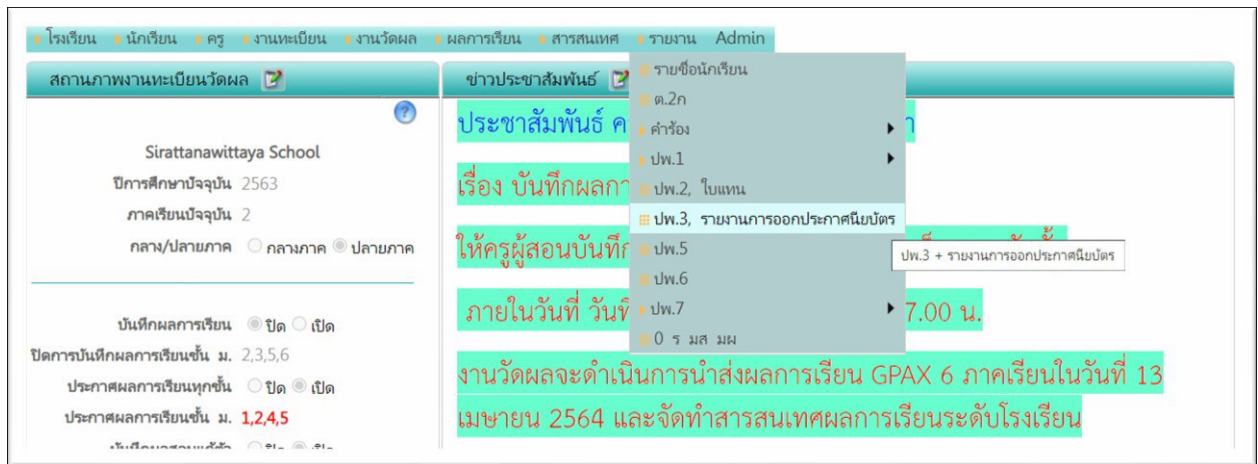 โรงเรียน นักเรียน ครู งานทะเบียน งานวัดผล ผลการเรียน สารสนเทศ รายงาน Admin
สถานภาพงานทะเบียนวัดผล
Sirattanawittaya School
ปีการศึกษาปัจจุบัน 2563
ภาคเรียนปัจจุบัน 2
กลาง/ปลายภาค กลางภาค ปลายภาค
บันทึกผลการเรียน ปิด เปิด
ปิดการบันทึกผลการเรียนชั้น ม. 2,3,5,6
ประกาศผลการเรียนทุกชั้น ปิด เปิด
ประกาศผลการเรียนชั้น ม. 1,2,4,5
ข่าวประชาสัมพันธ์
ประชาสัมพันธ์
เรื่อง บันทึกผลกา
ให้ครูผู้สอนบันทึก
ภายในวันที่ 7.00 น.
งานวัดผลจะดำเนินการนำส่งผลการเรียน GPAX 6 ภาคเรียนในวันที่ 13
เมษายน 2564 และจัดทำสารสนเทศผลการเรียนระดับโรงเรียน
รายชื่อนักเรียน
ต.2ก
คำร้อง
ปพ.1
ปพ.2, ใบแทน
ปพ.3, รายงานการออกประกาศนียบัตร
ปพ.5
ปพ.6
ปพ.7
0 ร มส มผ
ปพ.3 + รายงานการออกประกาศนียบัตร